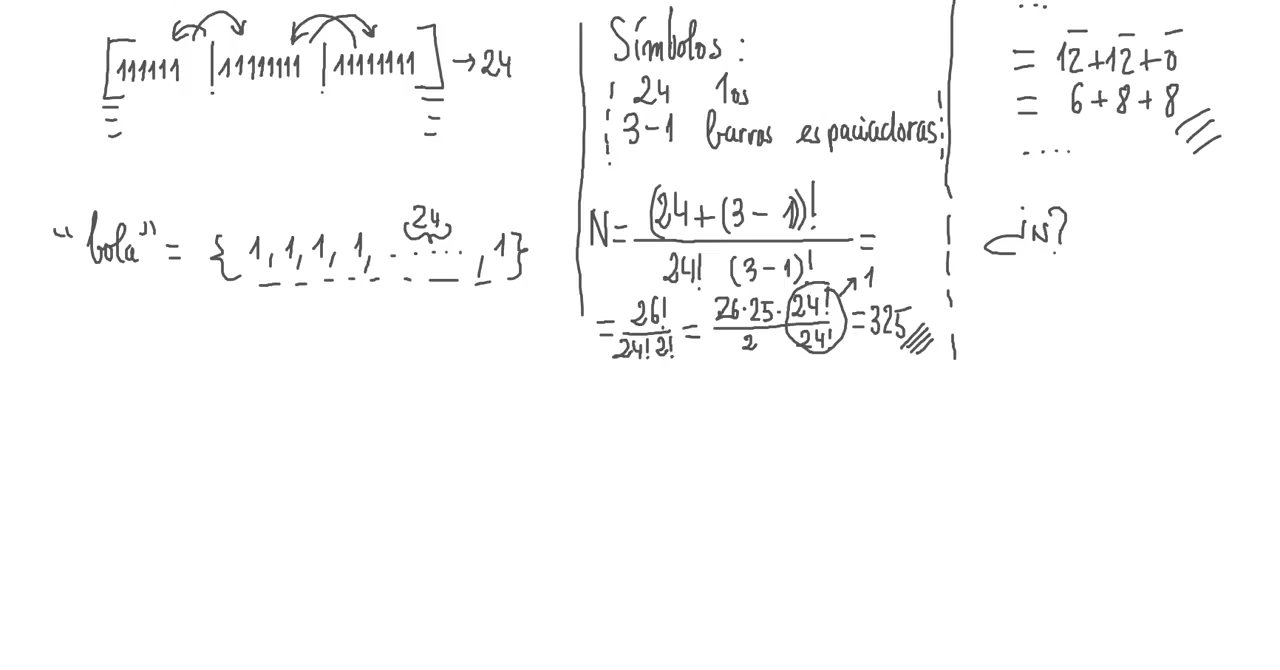 [111111 | 11111111 | 11111111] → 24
"bola" = { 1, 1, 1, 1, ...... , 1}
24
Símbolos :
24 1os
3-1 barras espaciadoras
N = (24+(3-1))! / 24! (3-1)! =
= 26! / 24! 2! = 26·25·24! / 2 24! = 325
1
...
= 12+12+0
= 6+8+8
....
¿N?